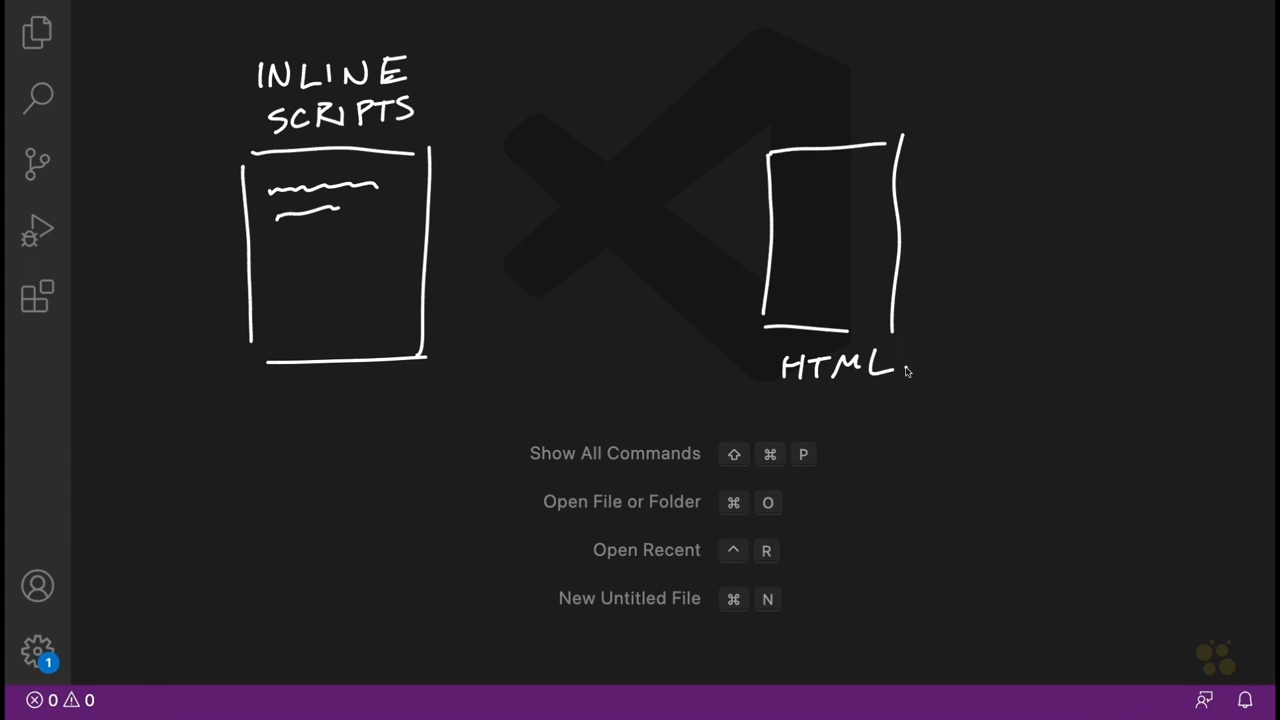 INLINE
SCRIPTS
HTML
Show All Commands ⇧ ⌘ P
Open File or Folder ⌘ O
Open Recent ^ R
New Untitled File ⌘ N
1
0 0